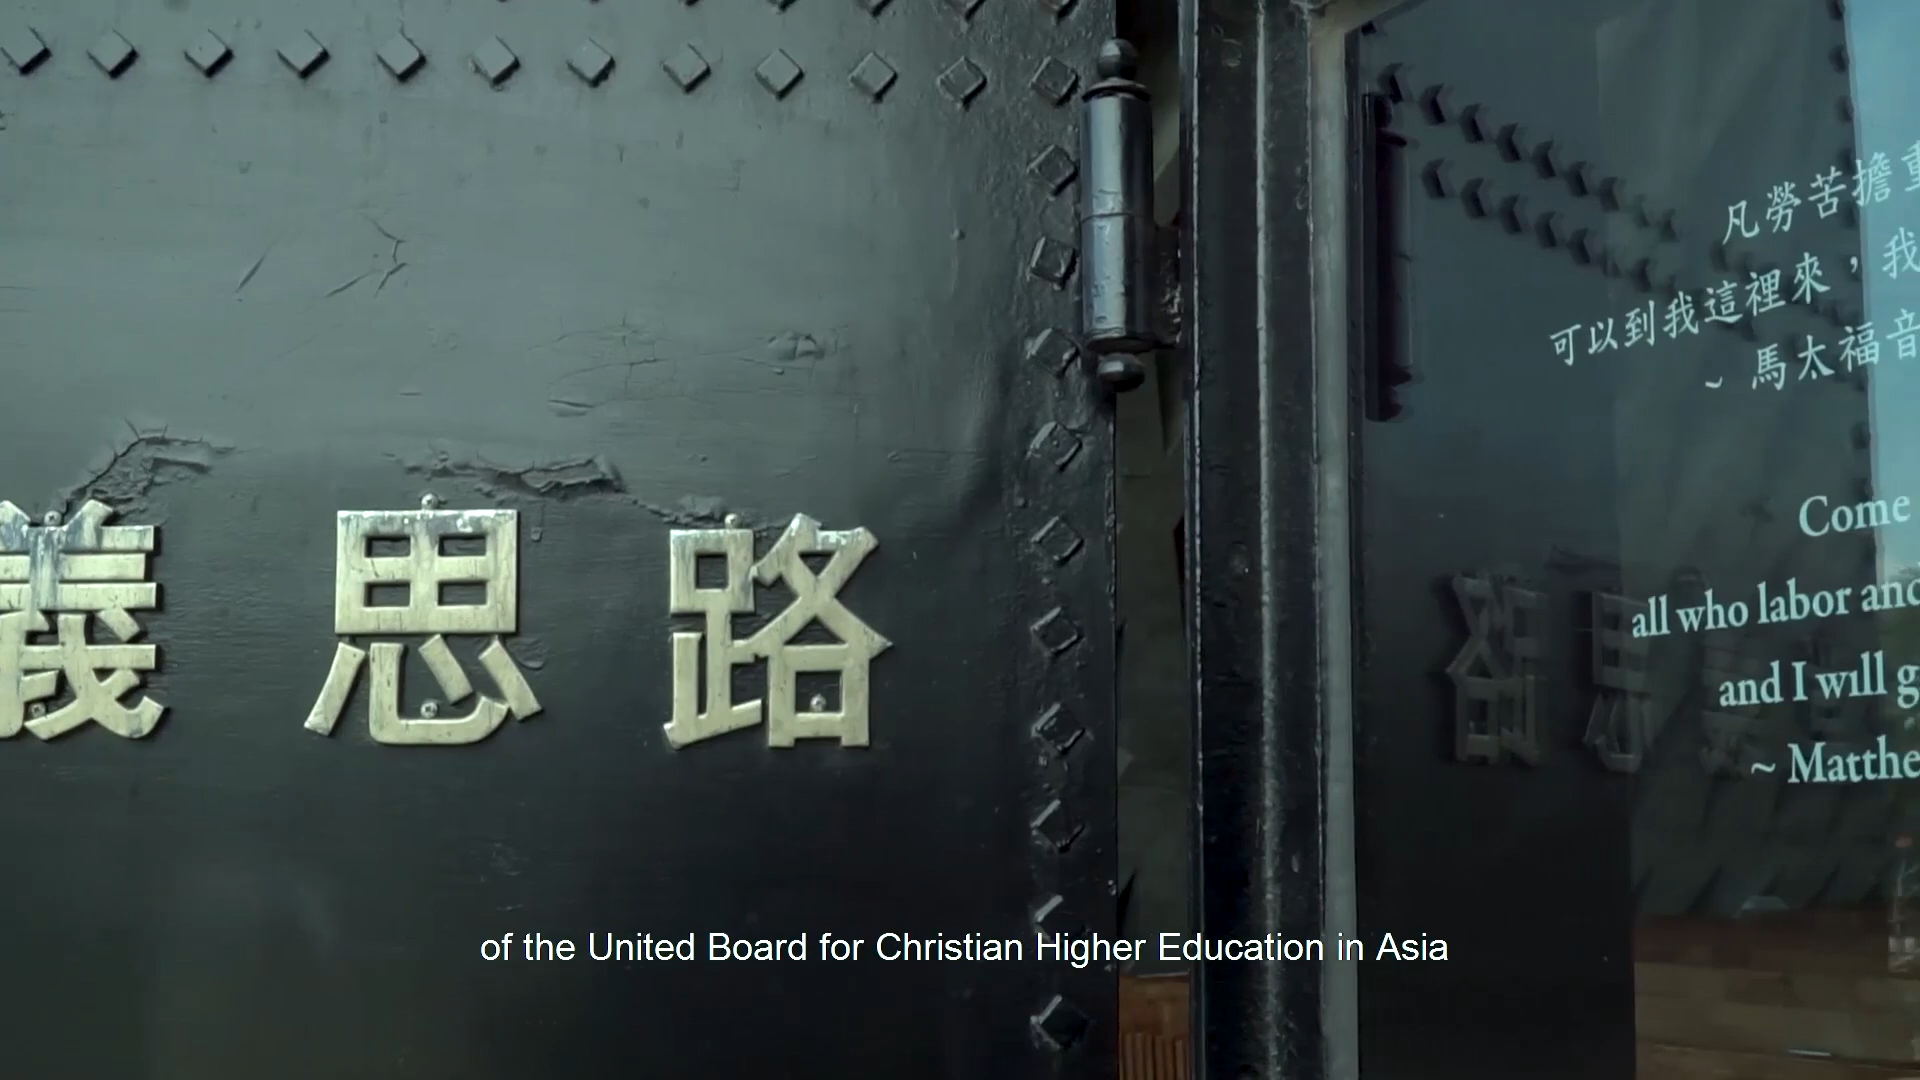 義思路
凡勞苦擔重
可以到我這裡來，我
~ 馬太福音
Come
all who labor and
and I will g
~ Matthe
of the United Board for Christian Higher Education in Asia